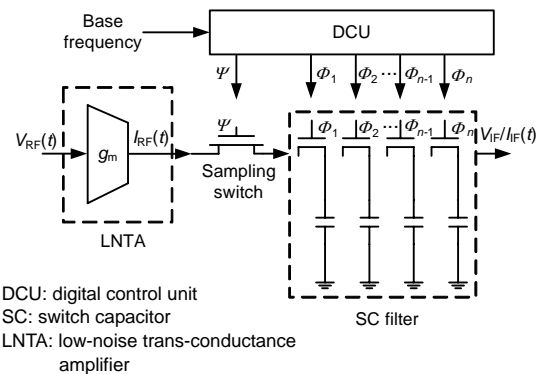 Base
frequency
DCU
Ψ Φ1 Φ2 ··· Φn-1 Φn
VRF(t) gm IRF(t)
Ψ
Sampling
switch
Φ1 Φ2 ··· Φn-1 Φn
VIF/IIF(t)
LNTA
SC filter
DCU: digital control unit
SC: switch capacitor
LNTA: low-noise trans-conductance
amplifier